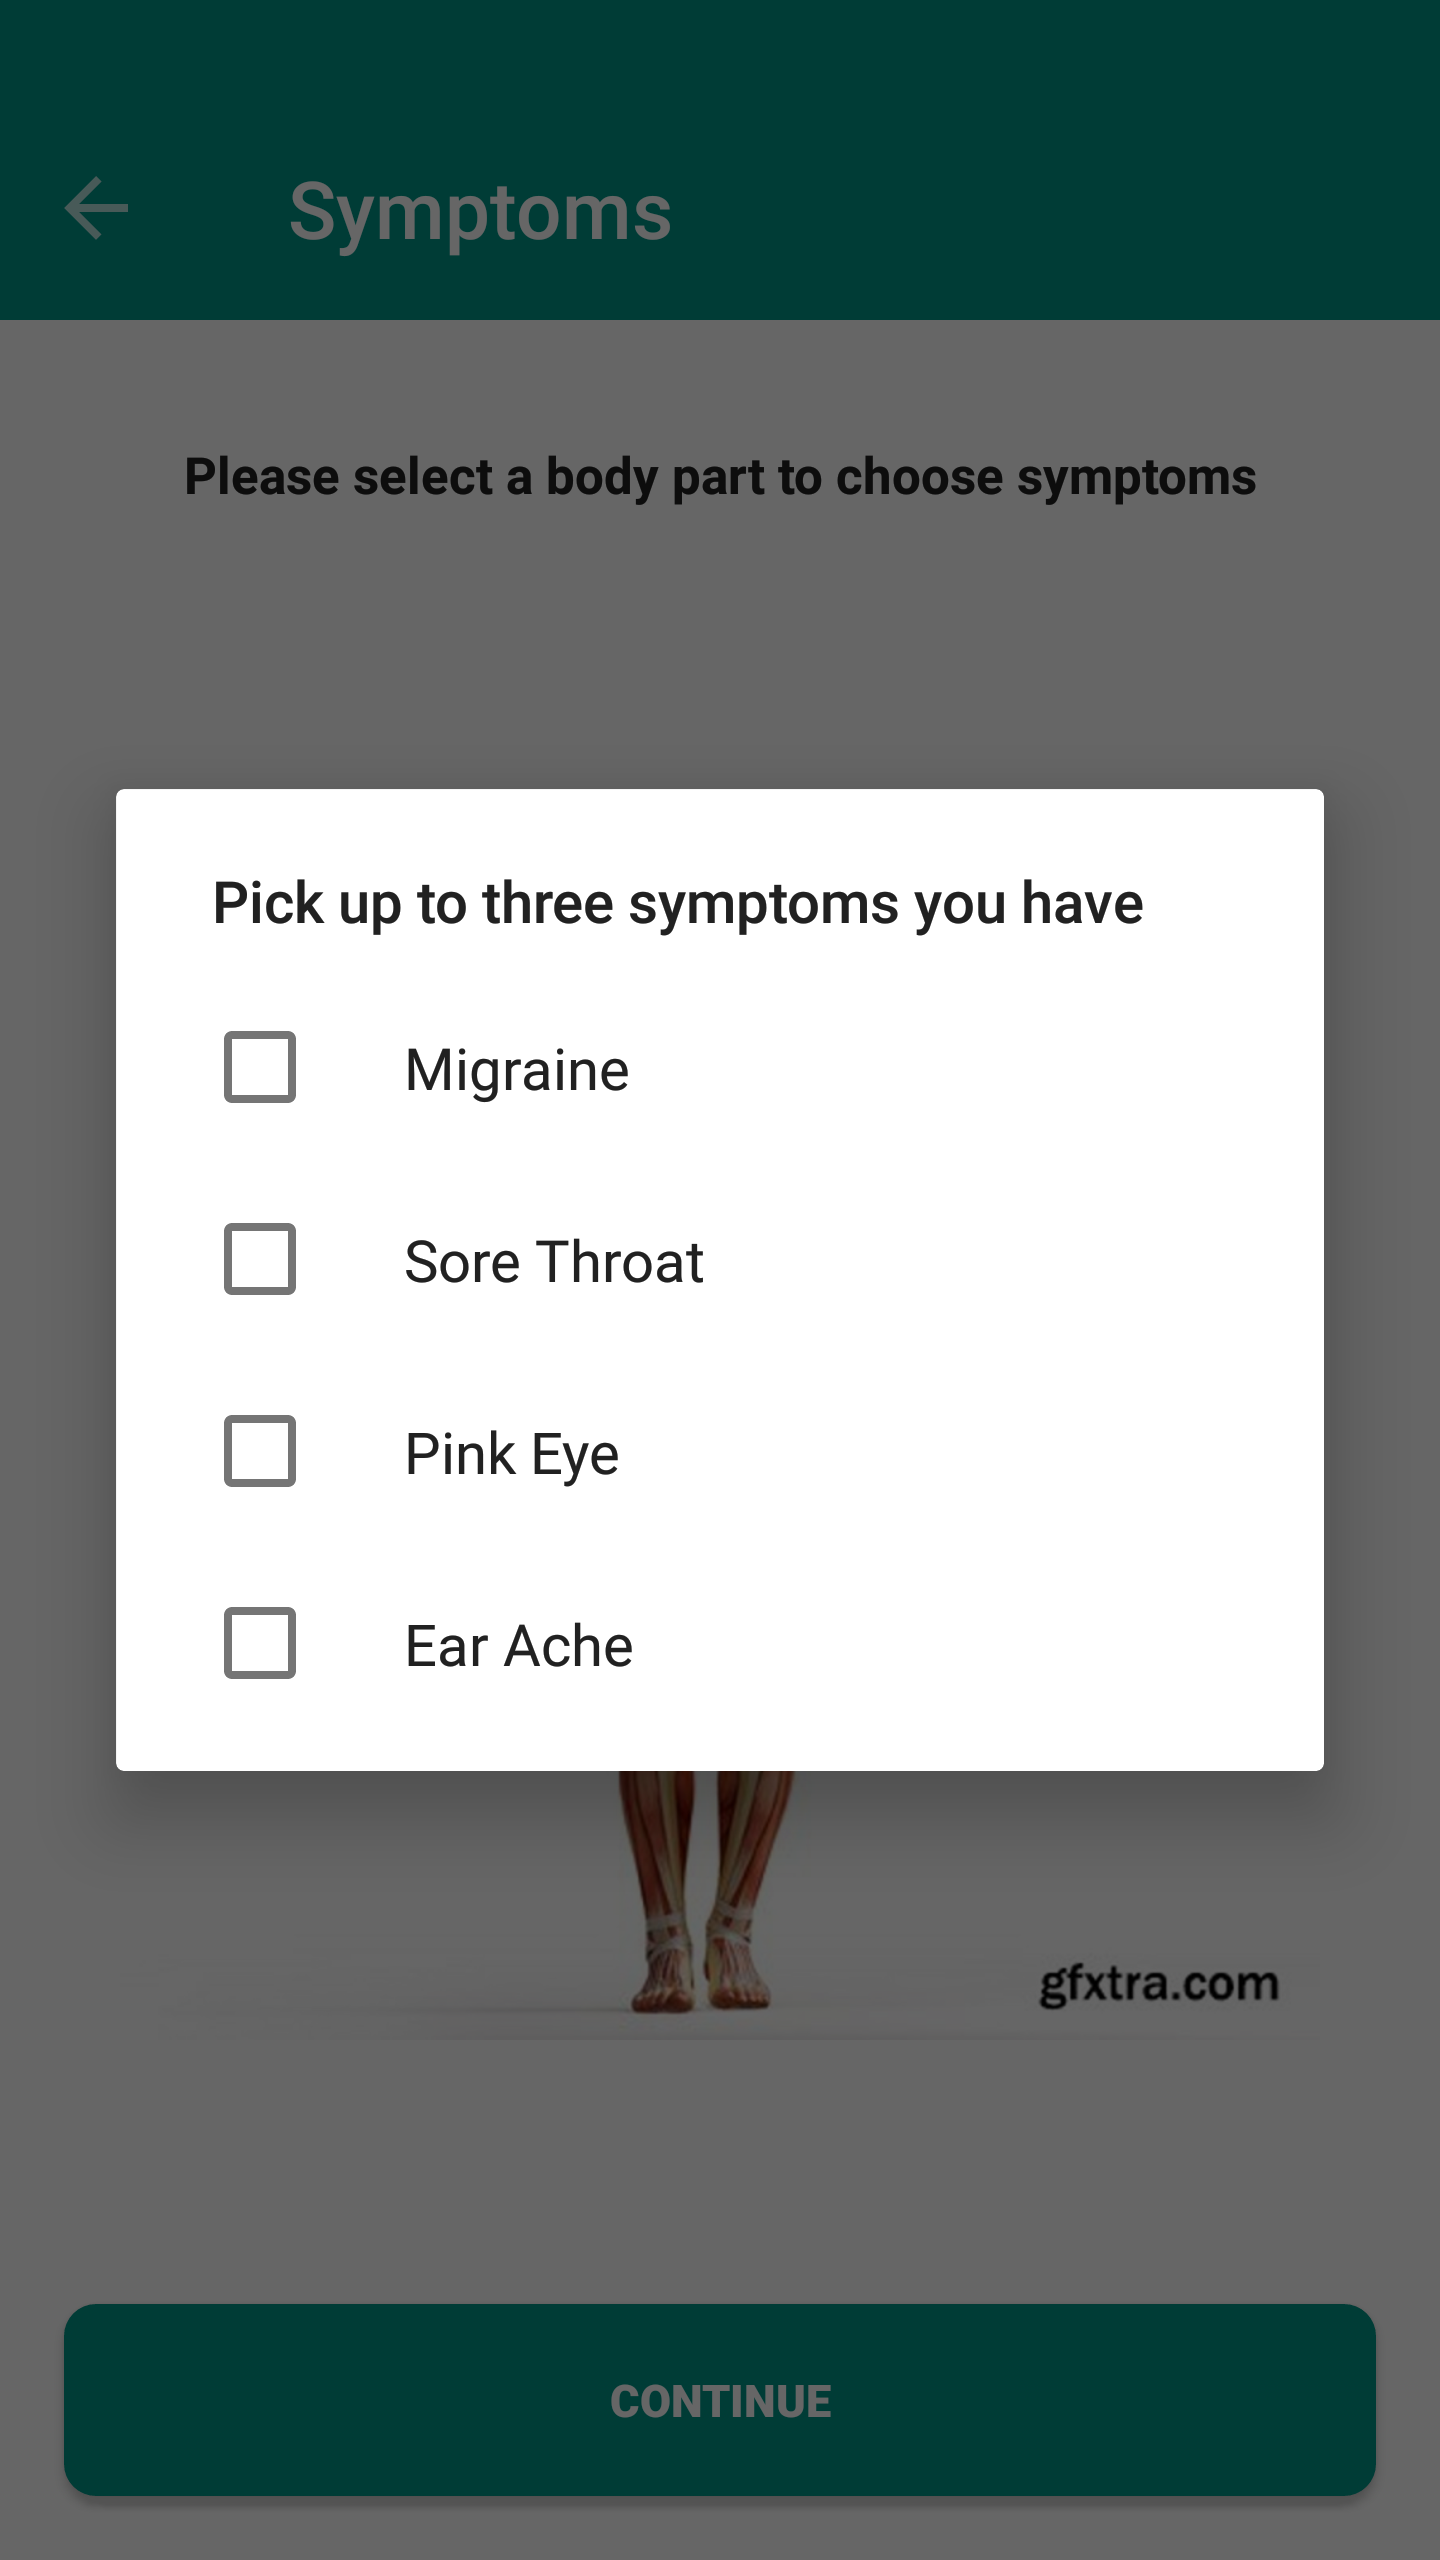 Symptoms
Please select a body part to choose symptoms
Pick up to three symptoms you have
Migraine
Sore Throat
Pink Eye
Ear Ache
gfxtra.com
CONTINUE